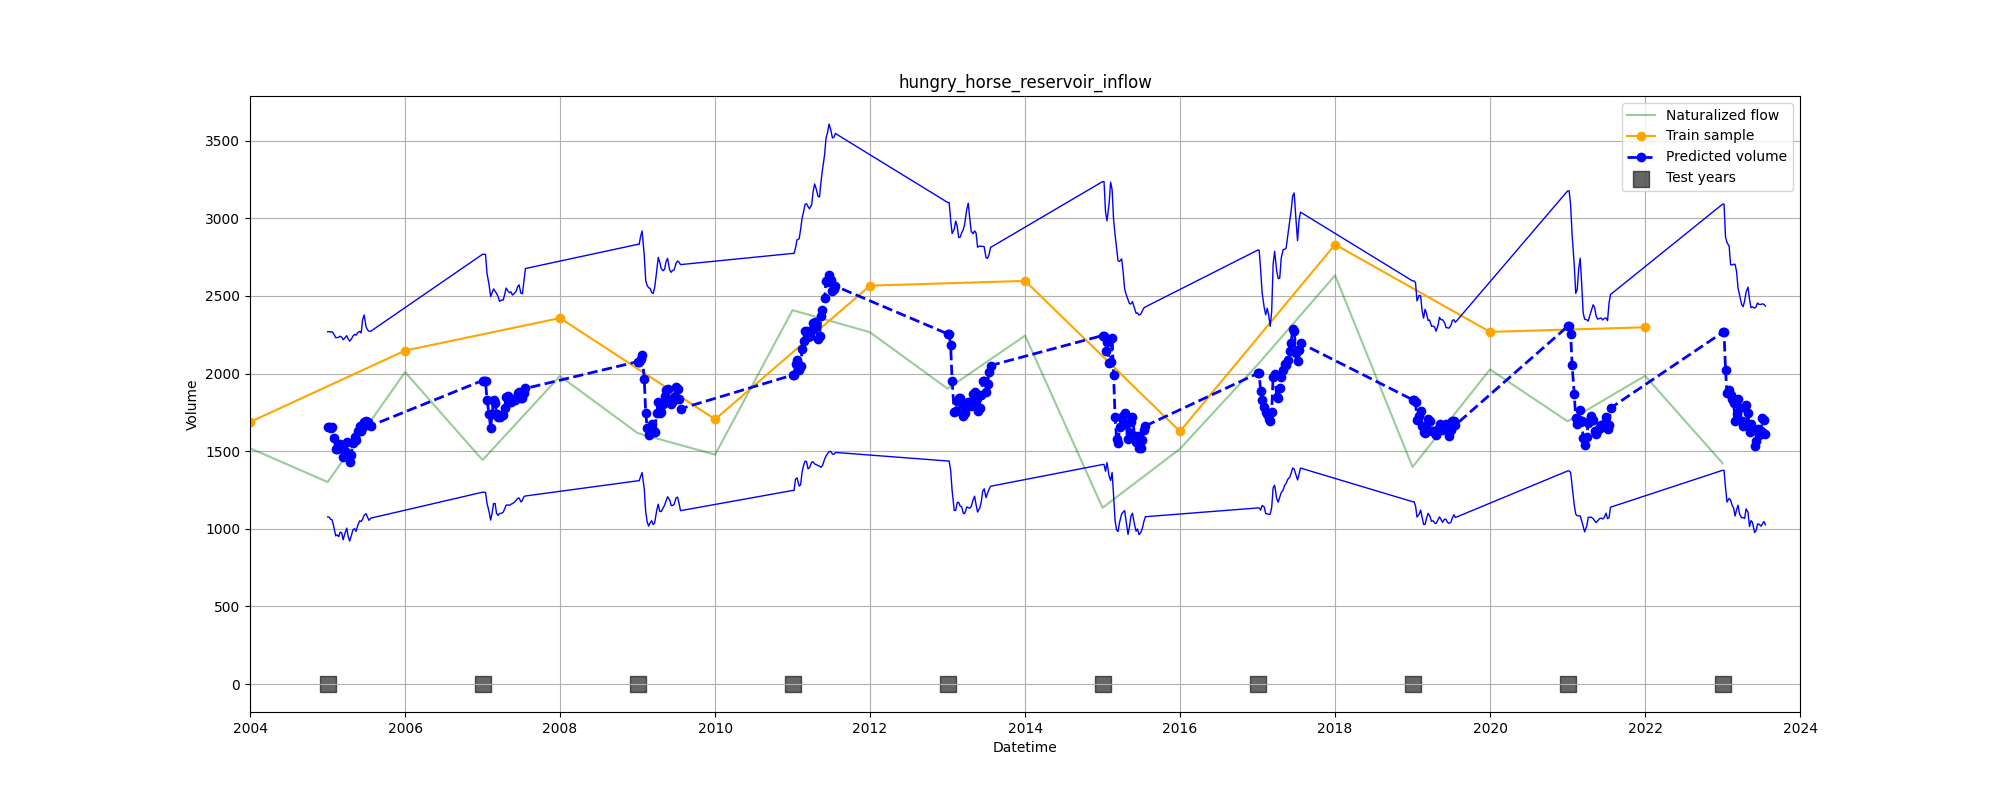 hungry_horse_reservoir_inflow
Naturalized flow
Train sample
Predicted volume
Test years
3500
3000
2500
2000
1500
1000
500
0
Volume
2004 2006 2008 2010 2012 2014 2016 2018 2020 2022 2024
Datetime